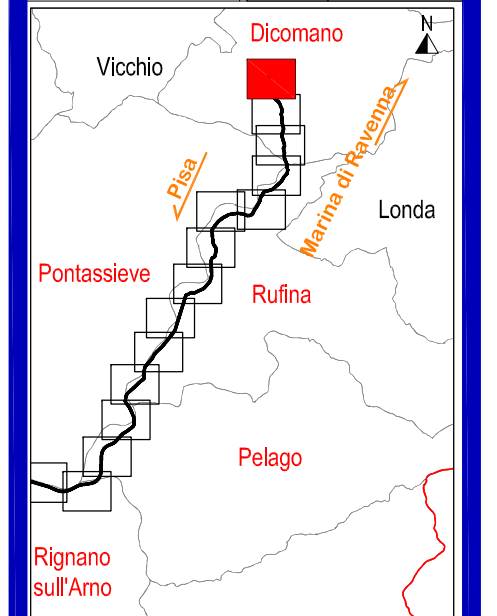 Dicomano
N
Vicchio
Marina di Ravenna
Pisa
Londa
Pontassieve
Rufina
Pelago
Rignano
sull'Arno